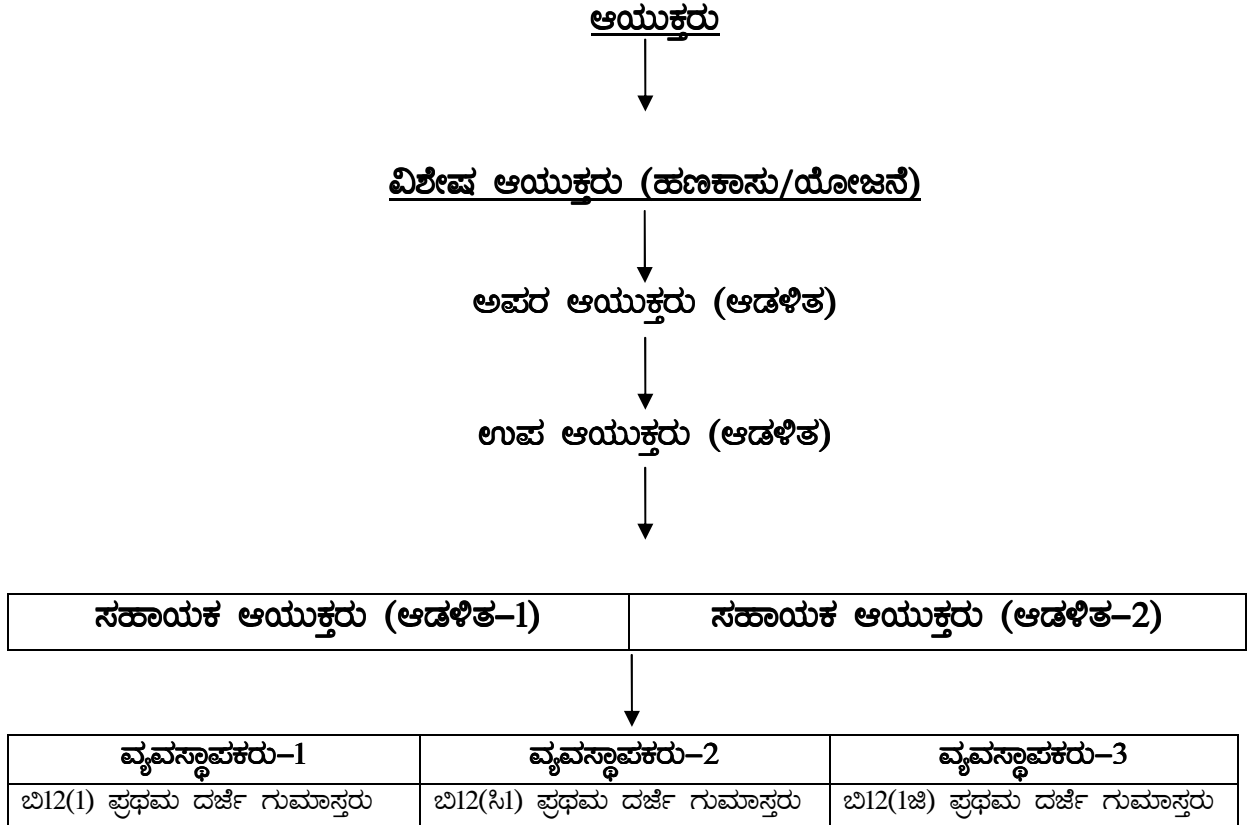 ಆಯುಕ್ತರು
ವಿಶೇಷ ಆಯುಕ್ತರು (ಹಣಕಾಸು/ಯೋಜನೆ)
ಅಪರ ಆಯುಕ್ತರು (ಆಡಳಿತ)
ಉಪ ಆಯುಕ್ತರು (ಆಡಳಿತ)
ಸಹಾಯಕ ಆಯುಕ್ತರು (ಆಡಳಿತ–1) ಸಹಾಯಕ ಆಯುಕ್ತರು (ಆಡಳಿತ–2)
ವ್ಯವಸ್ಥಾಪಕರು–1 ವ್ಯವಸ್ಥಾಪಕರು–2 ವ್ಯವಸ್ಥಾಪಕರು–3
ಬಿ12(1) ಪ್ರಥಮ ದರ್ಜೆ ಗುಮಾಸ್ತರು ಬಿ12(ಸಿ1) ಪ್ರಥಮ ದರ್ಜೆ ಗುಮಾಸ್ತರು ಬಿ12(1ಜಿ) ಪ್ರಥಮ ದರ್ಜೆ ಗುಮಾಸ್ತರು